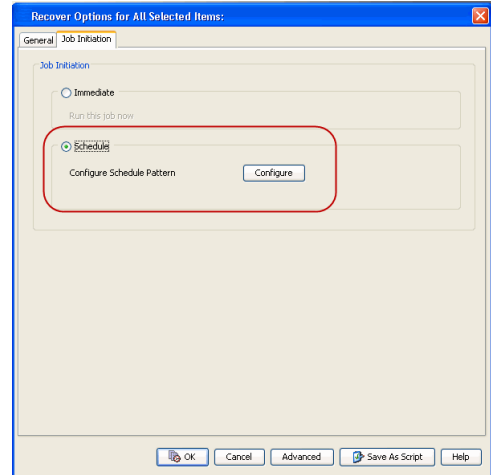 Recover Options for All Selected Items:
General Job Initiation
Job Initiation
Immediate
Run this job now
Schedule
Configure Schedule Pattern Configure
OK Cancel Advanced Save As Script Help